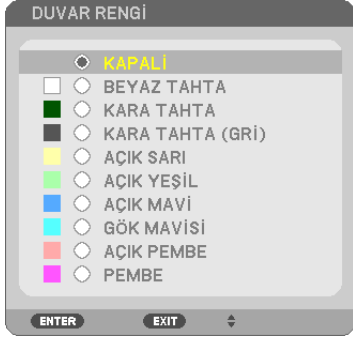 DUVAR RENGİ
KAPALI
BEYAZ TAHTA
KARA TAHTA
KARA TAHTA (GRİ)
AÇIK SARI
AÇIK YEŞİL
AÇIK MAVİ
GÖK MAVİSİ
AÇIK PEMBE
PEMBE
ENTER EXIT